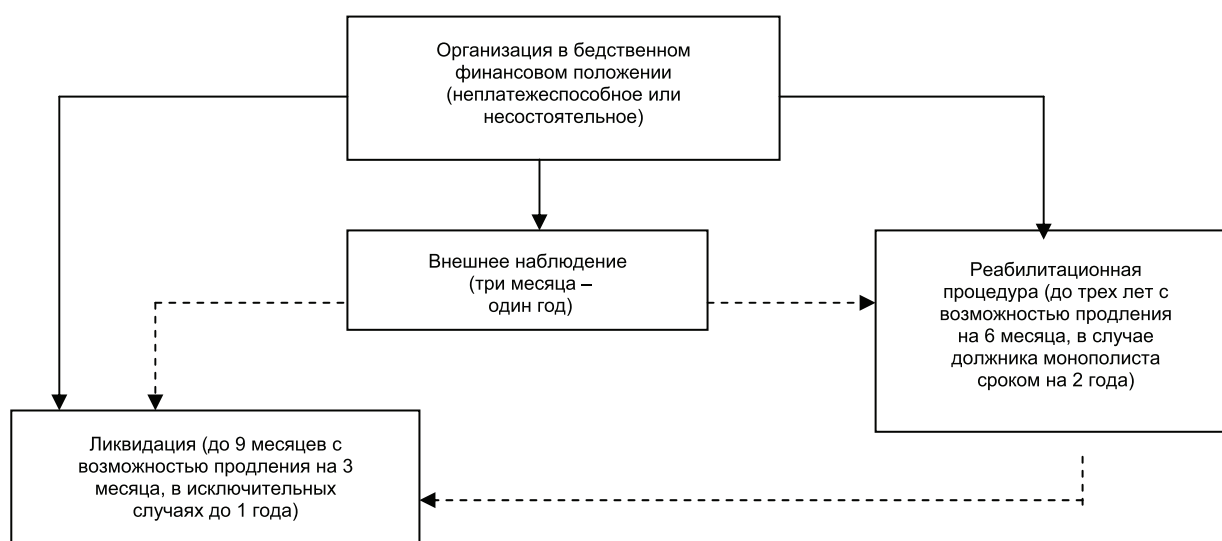 Организация в бедственном
финансовом положении
(неплатежеспособное или
несостоятельное)
Внешнее наблюдение
(три месяца –
один год)
Реабилитационная
процедура (до трех лет с
возможностью продления
на 6 месяца, в случае
должника монополиста
сроком на 2 года)
Ликвидация (до 9 месяцев с
возможностью продления на 3
месяца, в исключительных
случаях до 1 года)